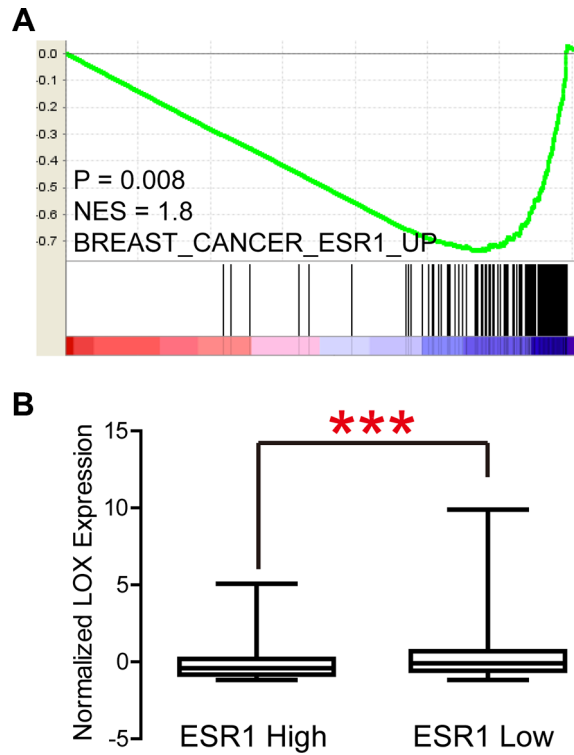 A
0.0
-0.1
-0.2
-0.3
-0.4
-0.5
-0.6
-0.7
P = 0.008
NES = 1.8
BREAST_CANCER_ESR1_UP
B
***
Normalized LOX Expression
15
10
5
0
-5
ESR1 High
ESR1 Low